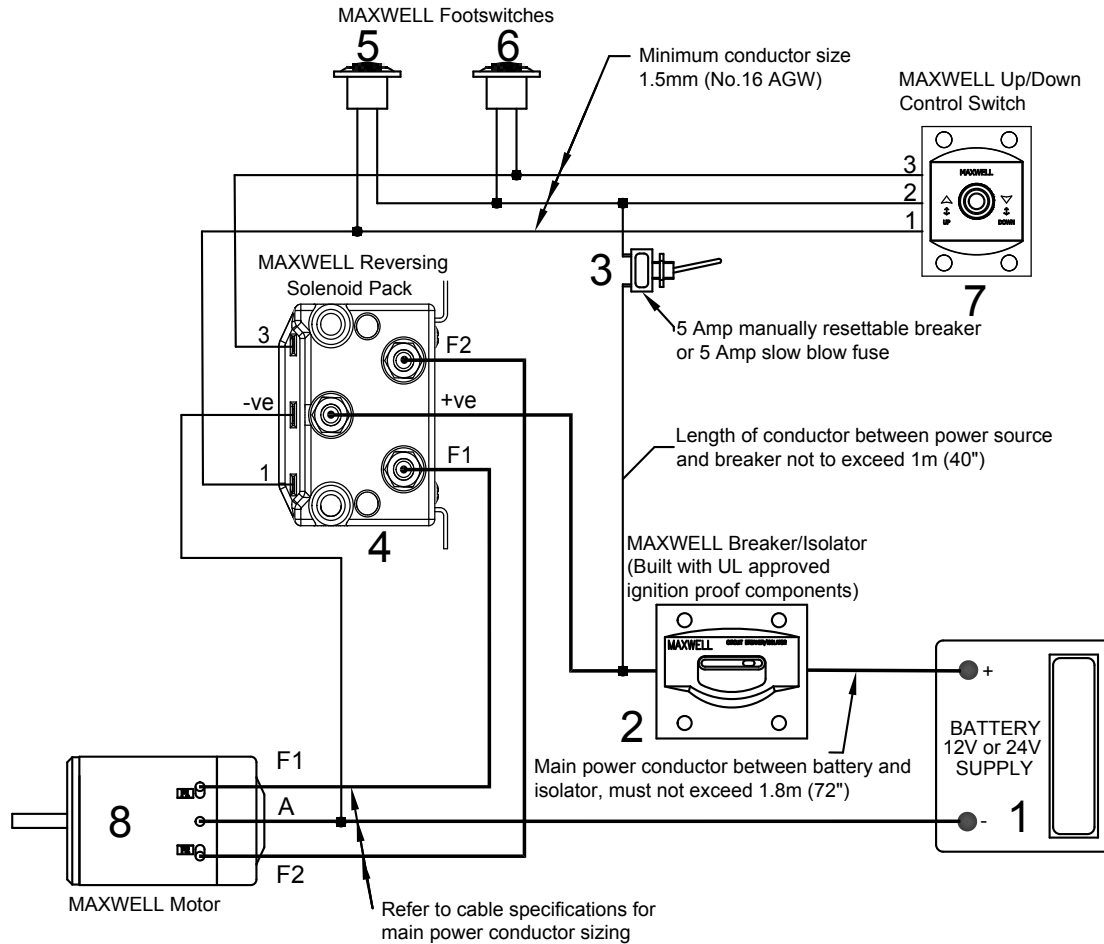 MAXWELL Footswitches
5
6
Minimum conductor size
1.5mm (No.16 AGW)
MAXWELL Up/Down
Control Switch
3
2
1
MAXWELL
UP
DOWN
7
3
5 Amp manually resettable breaker
or 5 Amp slow blow fuse
MAXWELL Reversing
Solenoid Pack
3
F2
-ve
+ve
F1
1
4
Length of conductor between power source
and breaker not to exceed 1m (40")
MAXWELL Breaker/Isolator
(Built with UL approved
ignition proof components)
MAXWELL
CIRCUIT BREAKER/ISOLATOR
2
Main power conductor between battery and
isolator, must not exceed 1.8m (72")
+
BATTERY
12V or 24V
SUPPLY
-
1
F1
A
F2
8
MAXWELL Motor
Refer to cable specifications for
main power conductor sizing